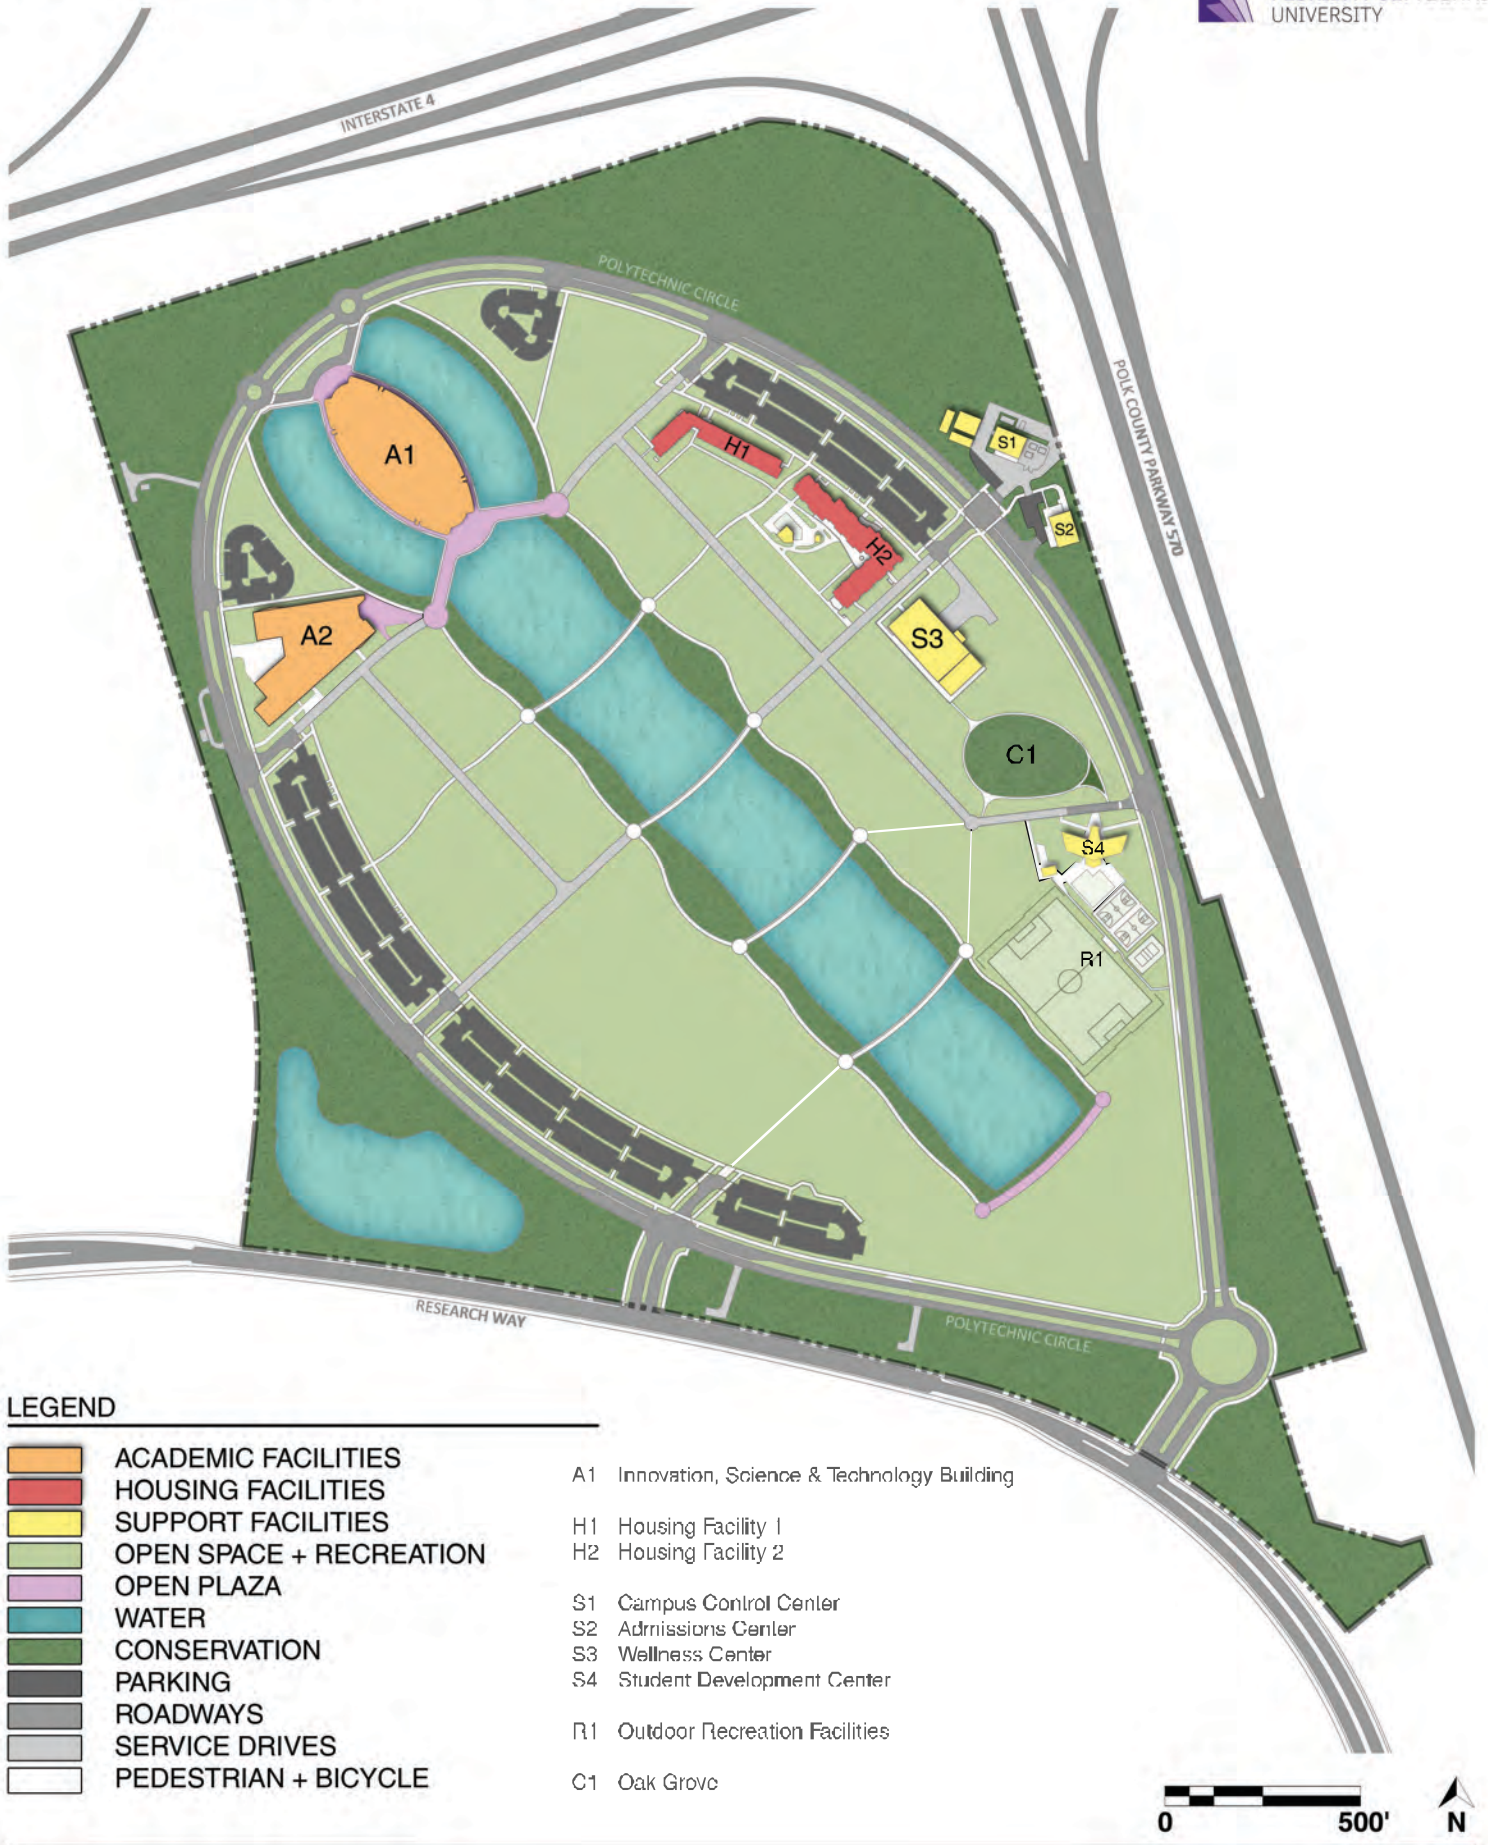 UNIVERSITY
INTERSTATE 4
POLYTECHNIC CIRCLE
POLK COUNTY PARKWAY 570
A1
H1
S1
S2
H2
A2
S3
C1
S4
R1
RESEARCH WAY
POLYTECHNIC CIRCLE
LEGEND
ACADEMIC FACILITIES
HOUSING FACILITIES
SUPPORT FACILITIES
OPEN SPACE + RECREATION
OPEN PLAZA
WATER
CONSERVATION
PARKING
ROADWAYS
SERVICE DRIVES
PEDESTRIAN + BICYCLE
A1 Innovation, Science & Technology Building
H1 Housing Facility 1
H2 Housing Facility 2
S1 Campus Control Center
S2 Admissions Center
S3 Wellness Center
S4 Student Development Center
R1 Outdoor Recreation Facilities
C1 Oak Grove
0 500'
N